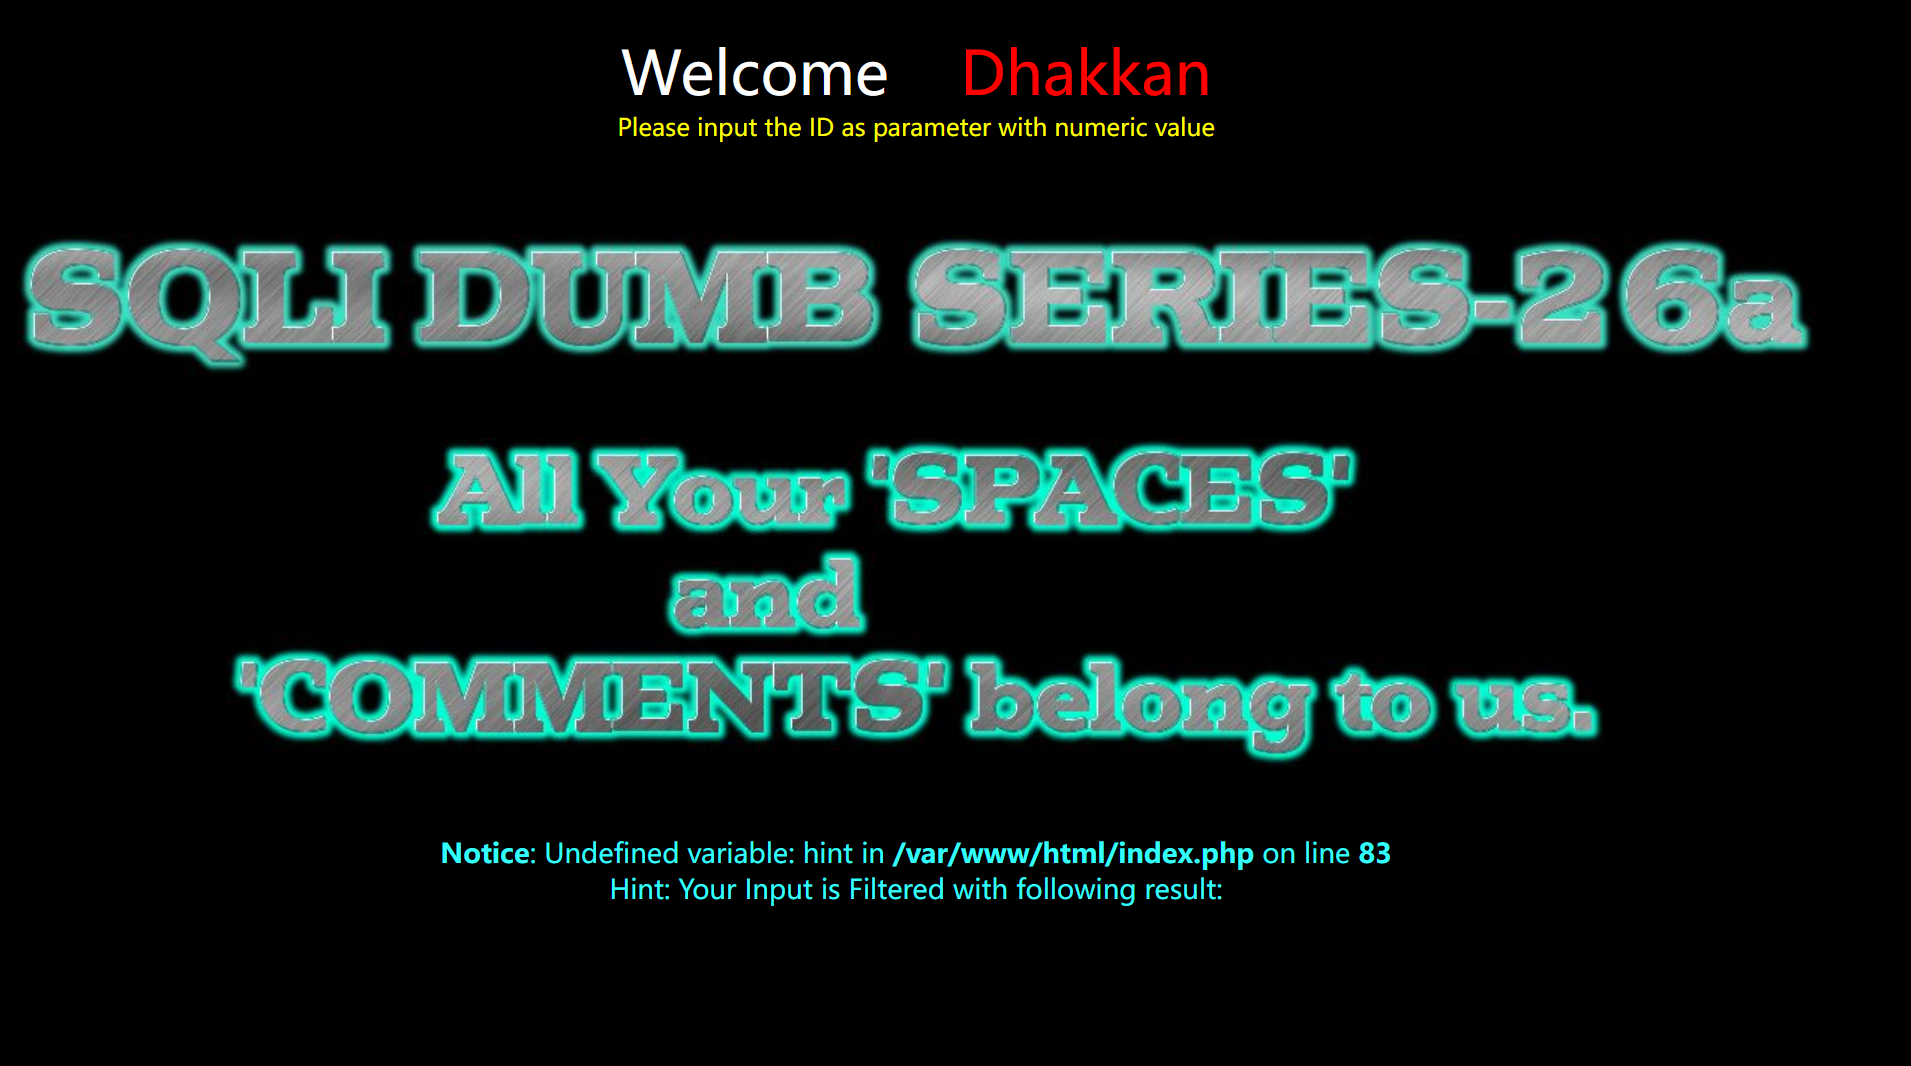 Welcome Dhakkan
Please input the ID as parameter with numeric value
SQLI DUMB SERIES-26a
All Your 'SPACES'
and
'COMMENTS' belong to us.
Notice: Undefined variable: hint in /var/www/html/index.php on line 83
Hint: Your Input is Filtered with following result: